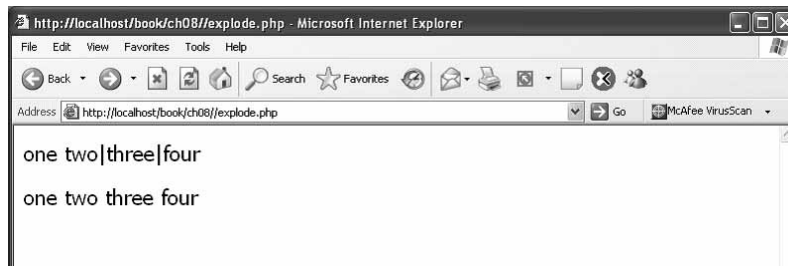 http://localhost/book/ch08//explode.php - Microsoft Internet Explorer
File Edit View Favorites Tools Help
Back Search Favorites
Address http://localhost/book/ch08//explode.php Go McAfee VirusScan
one two|three|four
one two three four